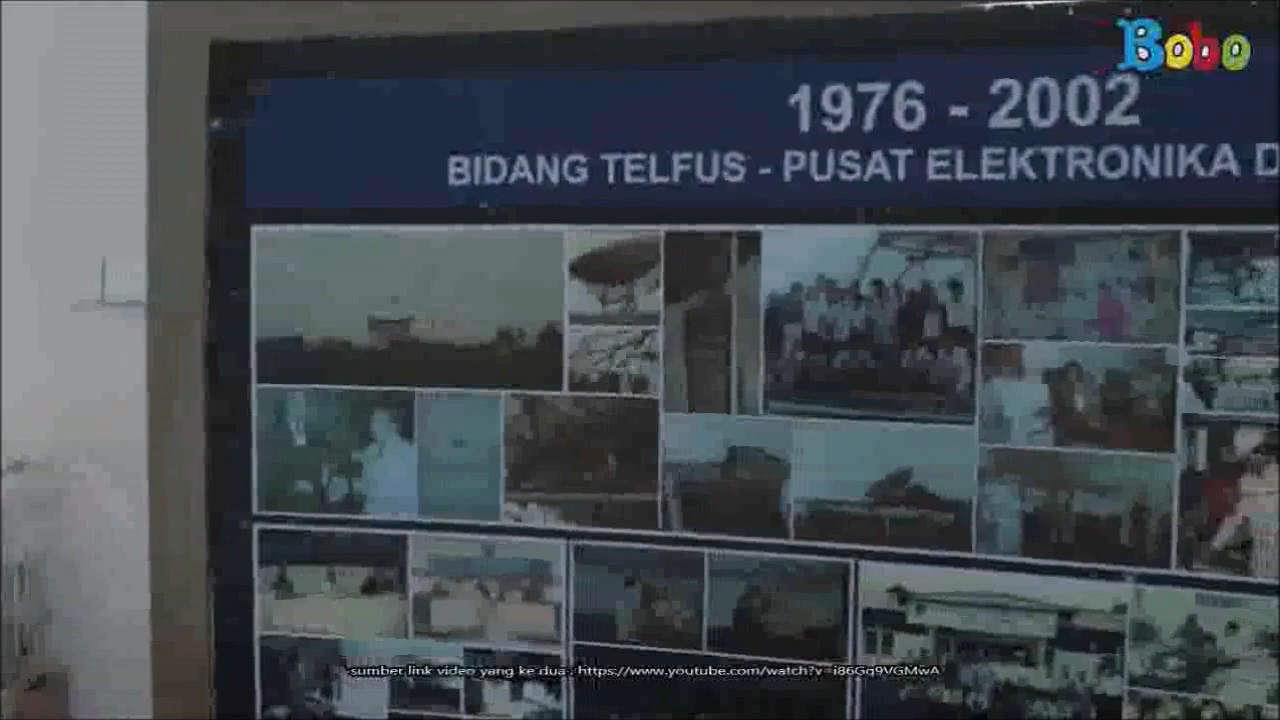 Bobo
1976 - 2002
BIDANG TELFUS - PUSAT ELEKTRONIKA D
sumber link video yang ke dua : https://www.youtube.com/watch?v=i86Gq9VGMwA